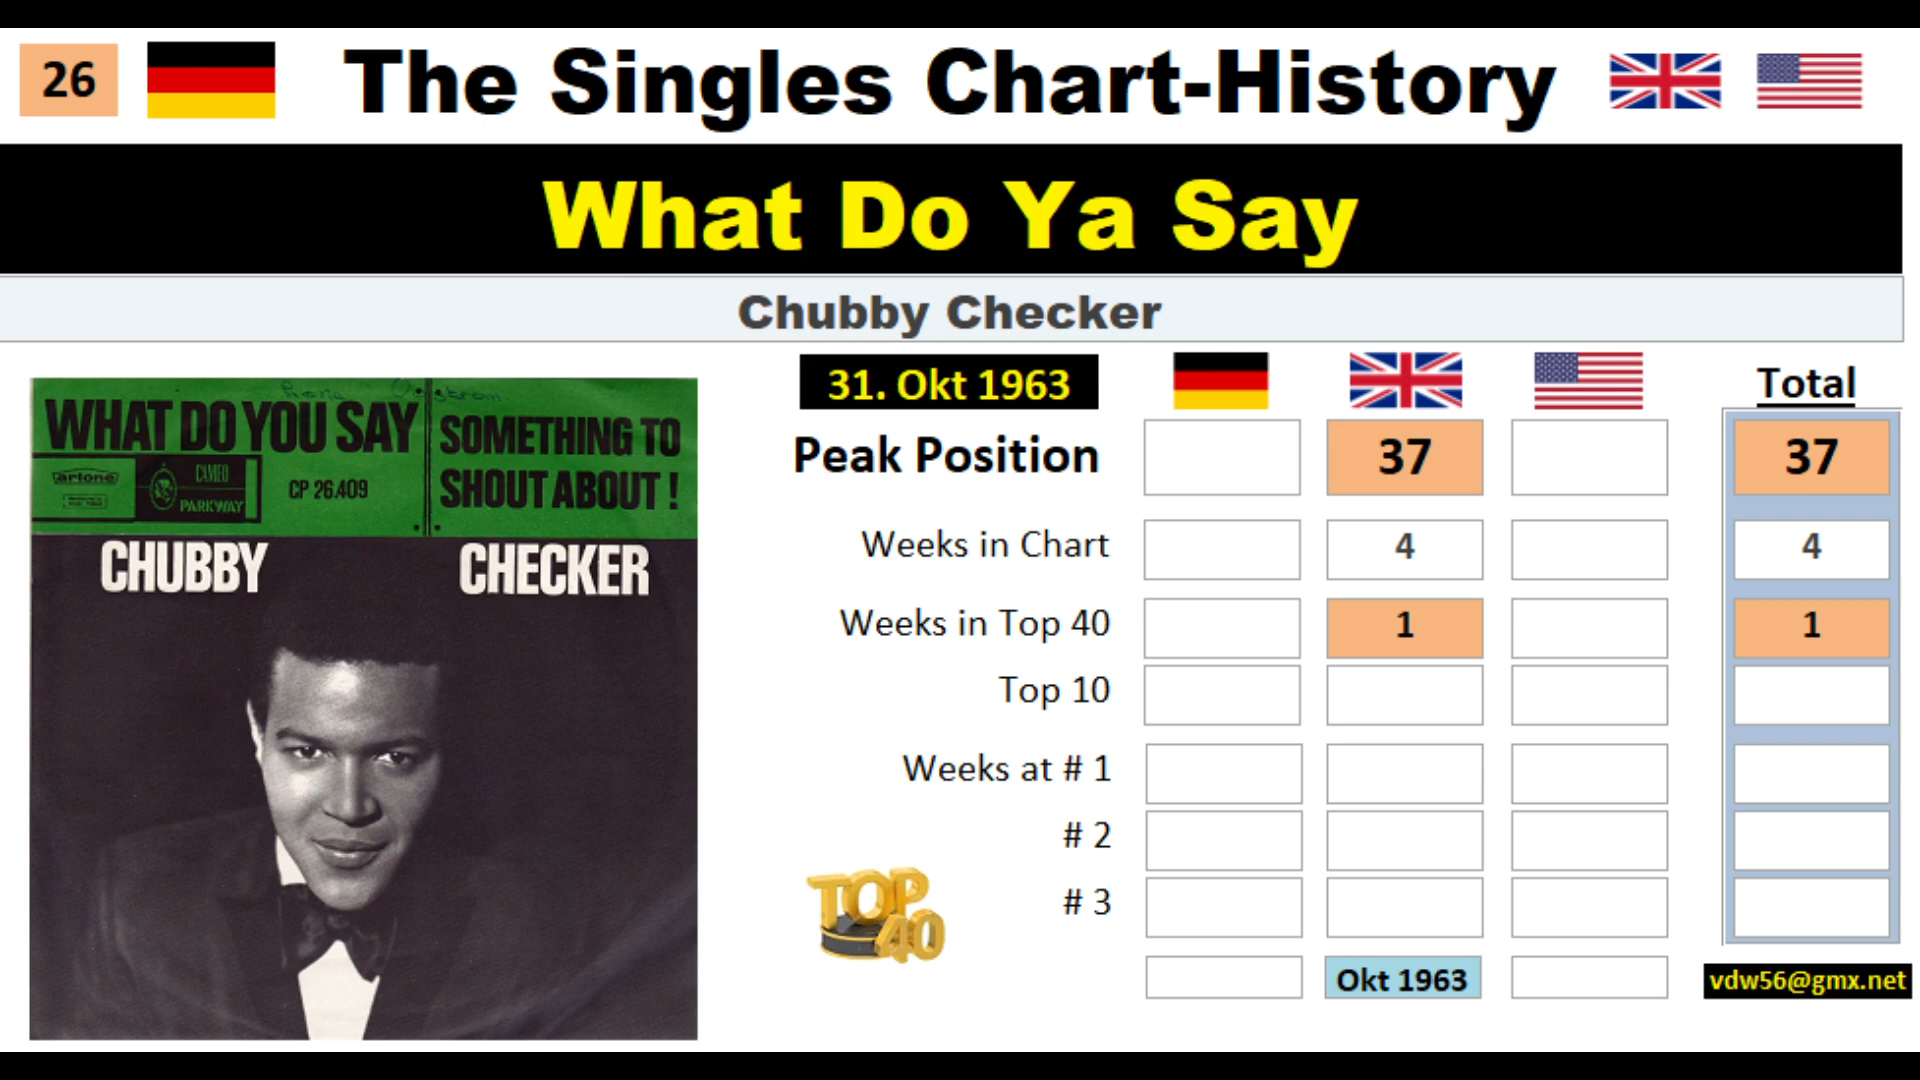 26 The Singles Chart-History
What Do Ya Say
Chubby Checker
31. Okt 1963 Total
Peak Position 37 37
Weeks in Chart 4 4
Weeks in Top 40 1 1
Top 10
Weeks at # 1
# 2
# 3
TOP
40
Okt 1963 vdw56@gmx.net
WHAT DO YOU SAY
artone CAMEO
PARKWAY
CP 26.409
SOMETHING TO
SHOUT ABOUT !
CHUBBY CHECKER